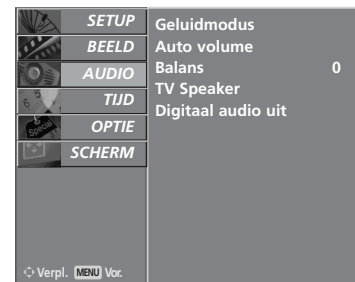 SETUP
BEELD
AUDIO
TIJD
OPTIE
SCHERM
Verpl. MENU Vor.
Geluidmodus
Auto volume
Balans 0
TV Speaker
Digitaal audio uit